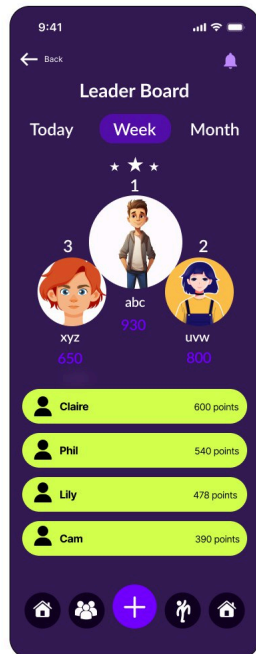 9:41
Back
Leader Board
Today Week Month
1
3
2
abc
930
xyz
uvw
650
800
Claire 600 points
Phil 540 points
Lily 478 points
Cam 390 points